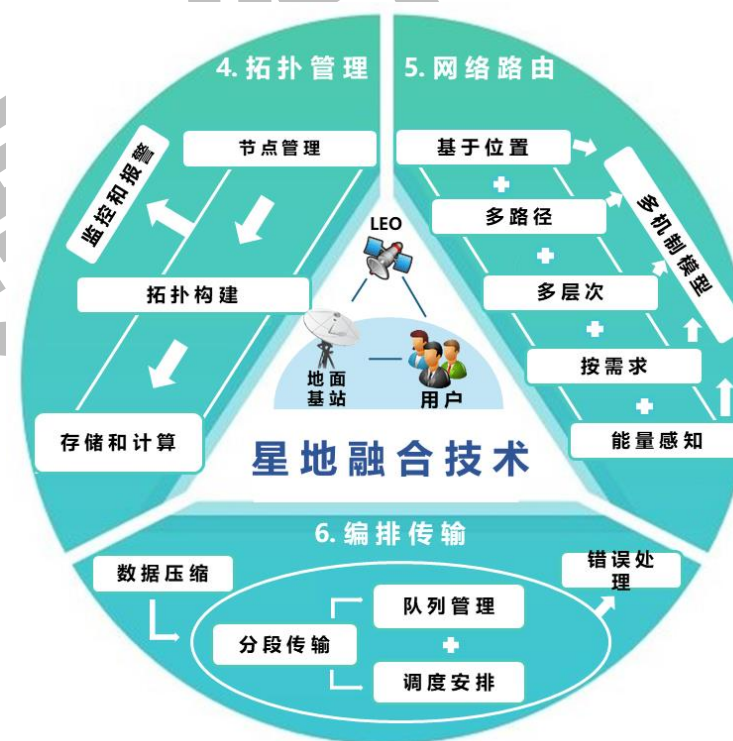 4. 拓扑管理
节点管理
监控和报警
拓扑构建
存储和计算
5. 网络路由
基于位置
多路径
多层次
按需求
能量感知
多机制模型
LEO
地面
基站
用户
星地融合技术
6. 编排传输
数据压缩
分段传输
队列管理
调度安排
错误处
理